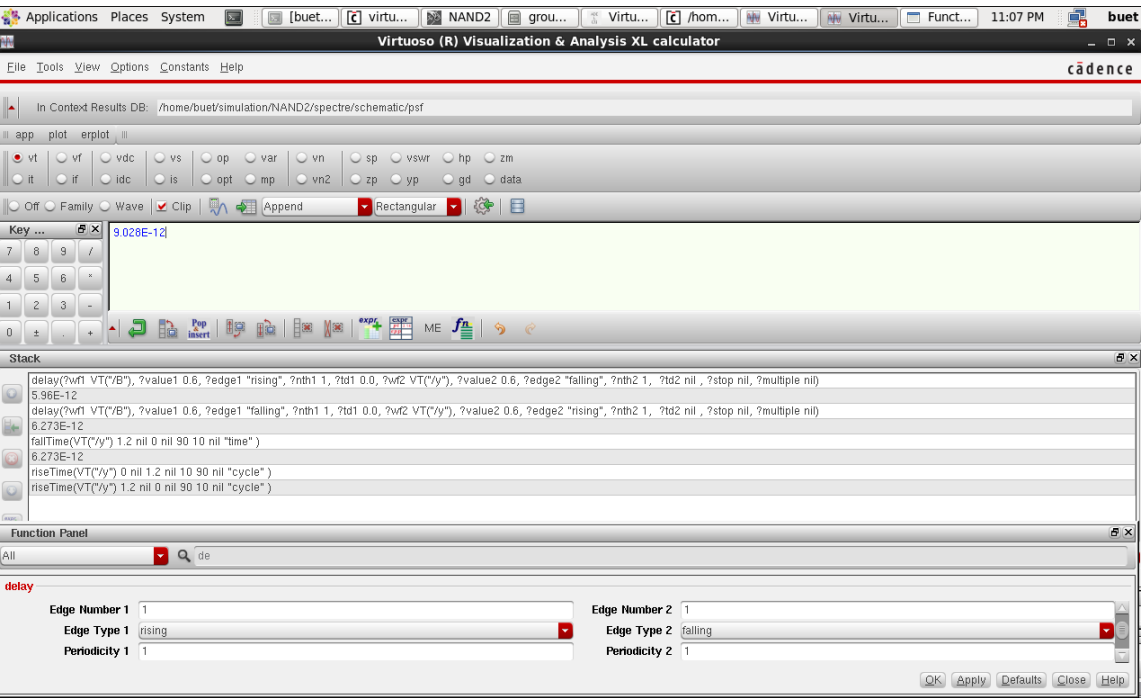 Applications Places System [buet... virtu... NAND2 grou... Virtu... /hom... Virtu... Virtu... Funct... 11:07 PM buet
Virtuoso (R) Visualization & Analysis XL calculator
File Tools View Options Constants Help cādence
In Context Results DB: /home/buet/simulation/NAND2/spectre/schematic/psf
app plot erplot
vt vf vdc vs op var vn sp vswr hp zm
it if idc is opt mp vn2 zp yp gd data
Off Family Wave Clip Append Rectangular
Key ...
9.028E-12
7 8 9 /
4 5 6 *
1 2 3 -
0 ± . +
Pop insert expr expr ME fn
Stack
delay(?wf1 VT("/B"), ?value1 0.6, ?edge1 "rising", ?nth1 1, ?td1 0.0, ?wf2 VT("/y"), ?value2 0.6, ?edge2 "falling", ?nth2 1, ?td2 nil , ?stop nil, ?multiple nil)
5.96E-12
delay(?wf1 VT("/B"), ?value1 0.6, ?edge1 "falling", ?nth1 1, ?td1 0.0, ?wf2 VT("/y"), ?value2 0.6, ?edge2 "rising", ?nth2 1, ?td2 nil , ?stop nil, ?multiple nil)
6.273E-12
fallTime(VT("/y") 1.2 nil 0 nil 90 10 nil "time" )
6.273E-12
riseTime(VT("/y") 0 nil 1.2 nil 10 90 nil "cycle" )
riseTime(VT("/y") 1.2 nil 0 nil 90 10 nil "cycle" )
Function Panel
All de
delay
Edge Number 1 1 Edge Number 2 1
Edge Type 1 rising Edge Type 2 falling
Periodicity 1 1 Periodicity 2 1
OK Apply Defaults Close Help